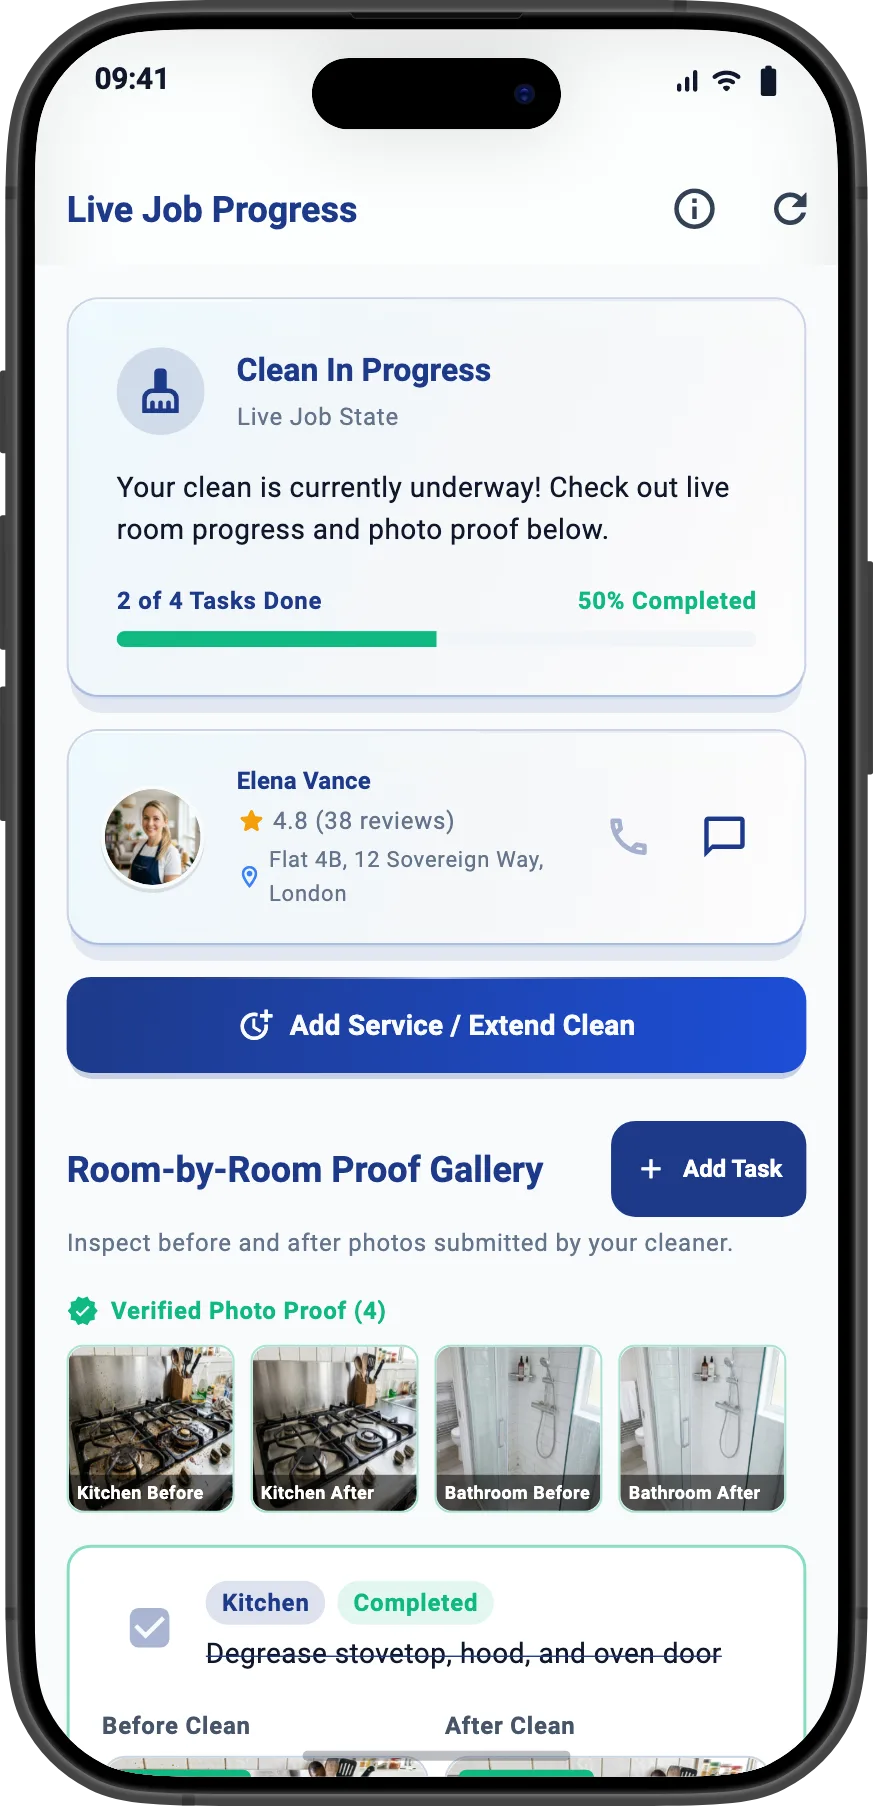 09:41
Live Job Progress
Clean In Progress
Live Job State
Your clean is currently underway! Check out live
room progress and photo proof below.
2 of 4 Tasks Done
50% Completed
Elena Vance
4.8 (38 reviews)
Flat 4B, 12 Sovereign Way,
London
Add Service / Extend Clean
Room-by-Room Proof Gallery
+ Add Task
Inspect before and after photos submitted by your cleaner.
Verified Photo Proof (4)
Kitchen Before
Kitchen After
Bathroom Before
Bathroom After
Kitchen
Completed
Degrease stovetop, hood, and oven door
Before Clean
After Clean